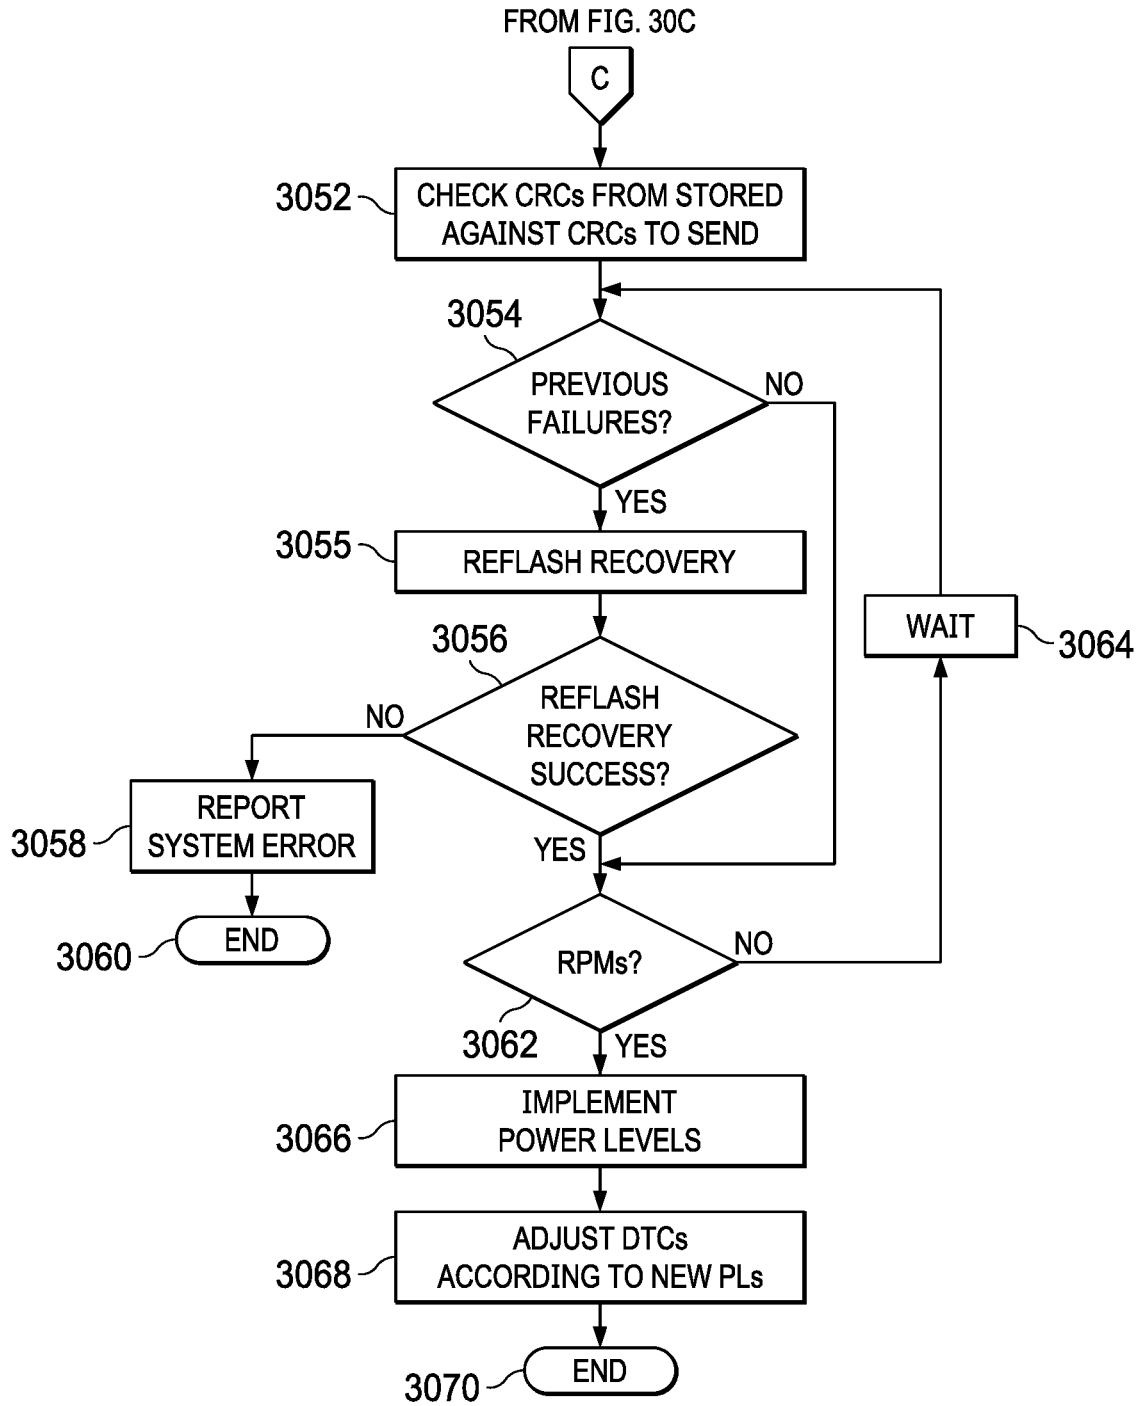 FROM FIG. 30C
C
3052
CHECK CRCs FROM STORED
AGAINST CRCs TO SEND
3054
PREVIOUS
FAILURES?
NO
YES
3055
REFLASH RECOVERY
WAIT
3064
3056
REFLASH
RECOVERY
SUCCESS?
NO
YES
3058
REPORT
SYSTEM ERROR
3060
END
RPMs?
NO
3062
YES
3066
IMPLEMENT
POWER LEVELS
3068
ADJUST DTCs
ACCORDING TO NEW PLs
3070
END